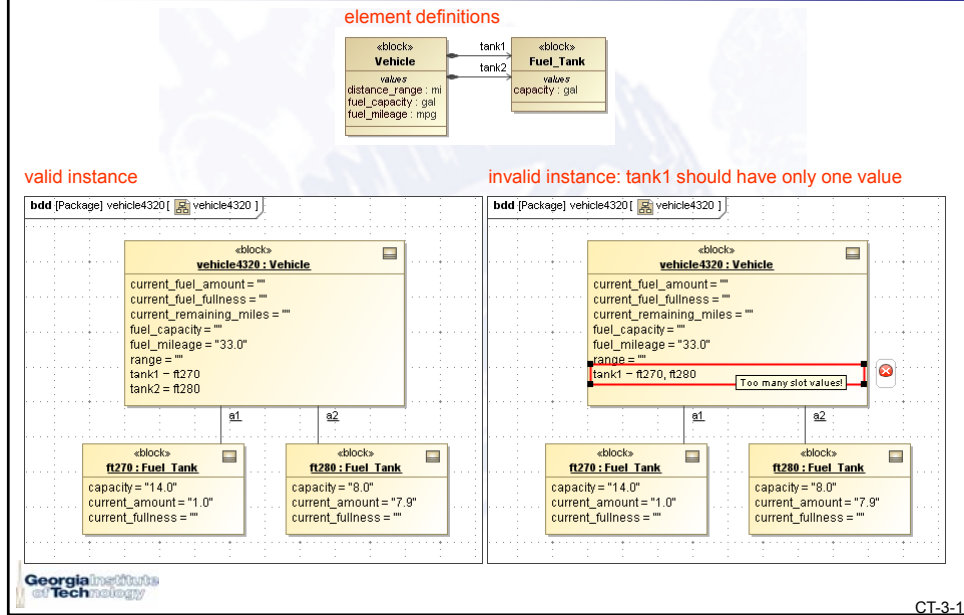 element definitions
«block»
Vehicle
values
distance_range : mi
fuel_capacity : gal
fuel_mileage : mpg
tank1
tank2
«block»
Fuel_Tank
values
capacity : gal
valid instance
bdd [Package] vehicle4320 [ vehicle4320 ]
«block»
vehicle4320 : Vehicle
current_fuel_amount = ""
current_fuel_fullness = ""
current_remaining_miles = ""
fuel_capacity = ""
fuel_mileage = "33.0"
range = ""
tank1 = ft270
tank2 = ft280
a1
a2
«block»
ft270 : Fuel_Tank
capacity = "14.0"
current_amount = "1.0"
current_fullness = ""
«block»
ft280 : Fuel_Tank
capacity = "8.0"
current_amount = "7.9"
current_fullness = ""
invalid instance: tank1 should have only one value
bdd [Package] vehicle4320 [ vehicle4320 ]
«block»
vehicle4320 : Vehicle
current_fuel_amount = ""
current_fuel_fullness = ""
current_remaining_miles = ""
fuel_capacity = ""
fuel_mileage = "33.0"
range = ""
tank1 = ft270, ft280
Too many slot values!
a1
a2
«block»
ft270 : Fuel_Tank
capacity = "14.0"
current_amount = "1.0"
current_fullness = ""
«block»
ft280 : Fuel_Tank
capacity = "8.0"
current_amount = "7.9"
current_fullness = ""
Georgia Institute
of Technology
CT-3-1